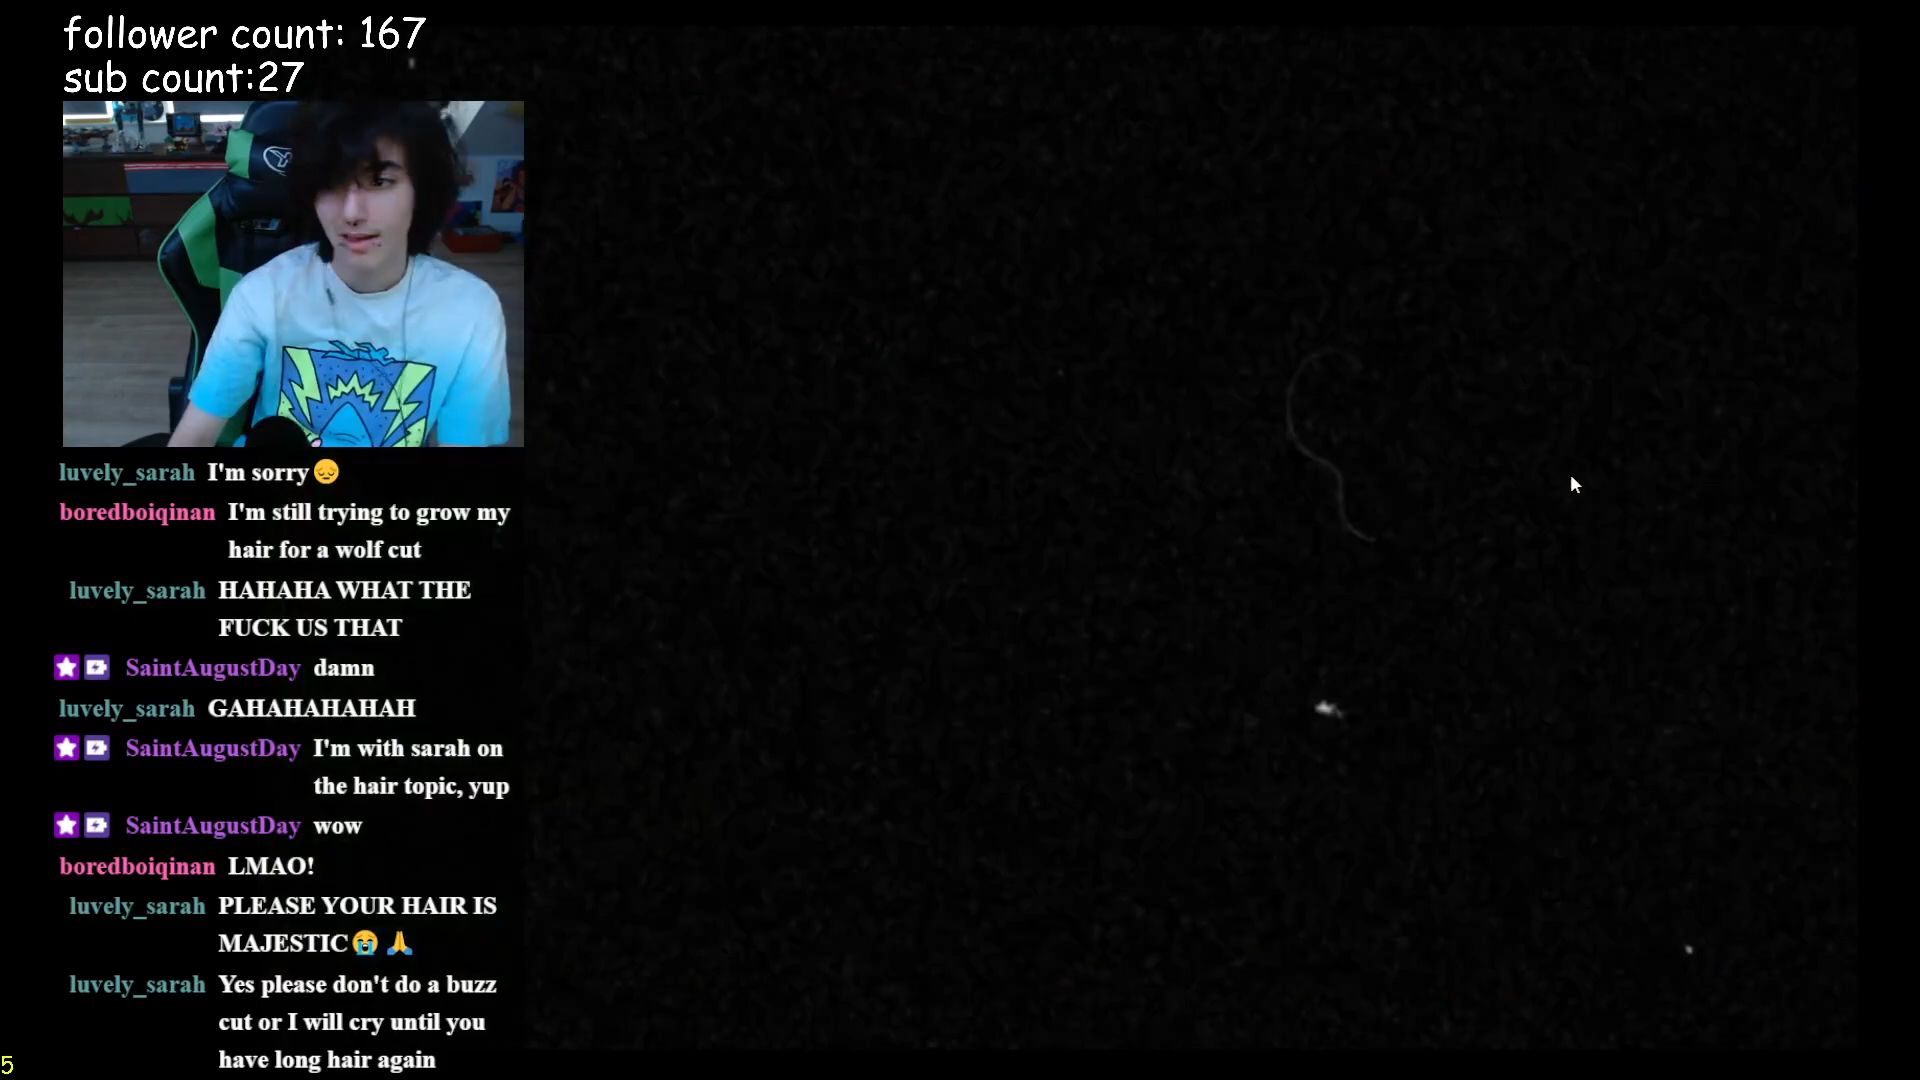 follower count: 167
sub count:27
luvely_sarah I'm sorry😔
boredboiqinan I'm still trying to grow my
hair for a wolf cut
luvely_sarah HAHAHA WHAT THE
FUCK US THAT
SaintAugustDay damn
luvely_sarah GAHAHAHAHAH
SaintAugustDay I'm with sarah on
the hair topic, yup
SaintAugustDay wow
boredboiqinan LMAO!
luvely_sarah PLEASE YOUR HAIR IS
MAJESTIC😭🙏
luvely_sarah Yes please don't do a buzz
cut or I will cry until you
have long hair again
5